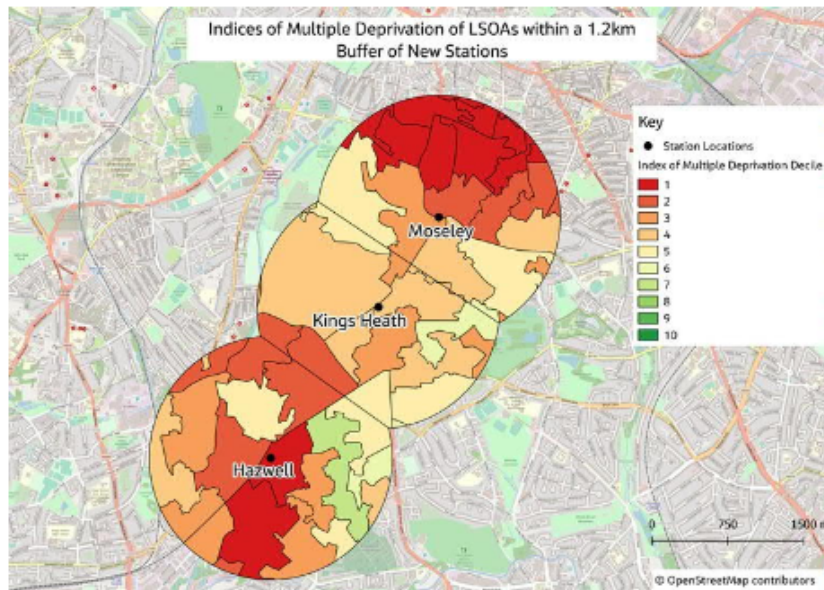 Indices of Multiple Deprivation of LSOAs within a 1.2km
Buffer of New Stations
Key
Station Locations
Index of Multiple Deprivation Decile
1
2
3
4
5
6
7
8
9
10
Moseley
Kings Heath
Hazwell
0 750 1500 m
© OpenStreetMap contributors